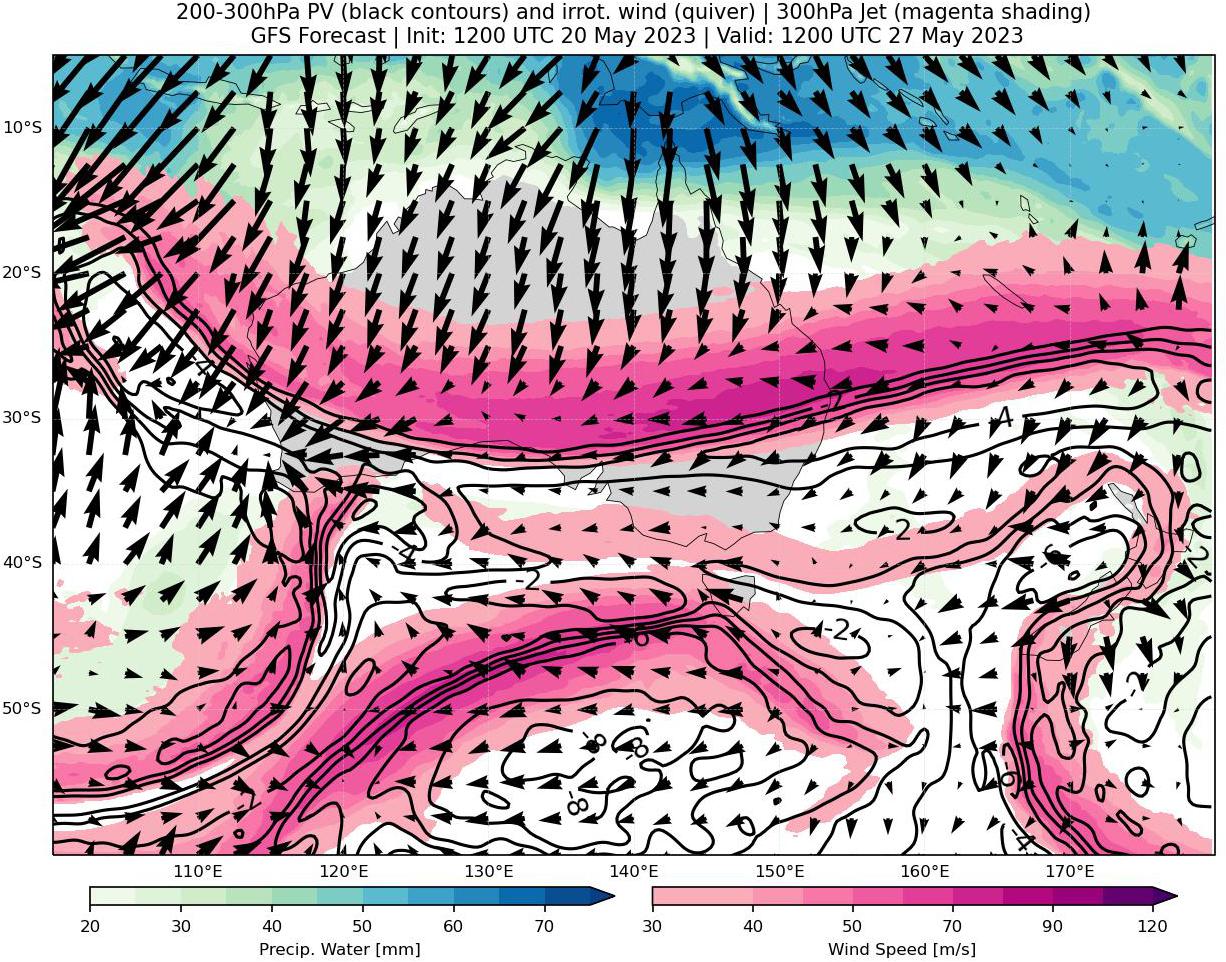 200-300hPa PV (black contours) and irrot. wind (quiver) | 300hPa Jet (magenta shading)
GFS Forecast | Init: 1200 UTC 20 May 2023 | Valid: 1200 UTC 27 May 2023
10°S
20°S
-4
30°S
-2
-4
-4
-2
-2
-6
40°S
-2
-2
-6
-2
-2
50°S
-8
-8
-6
-8
-4
110°E
120°E
130°E
140°E
150°E
160°E
170°E
20
30
40
50
60
70
30
40
50
70
90
120
Precip. Water [mm]
Wind Speed [m/s]